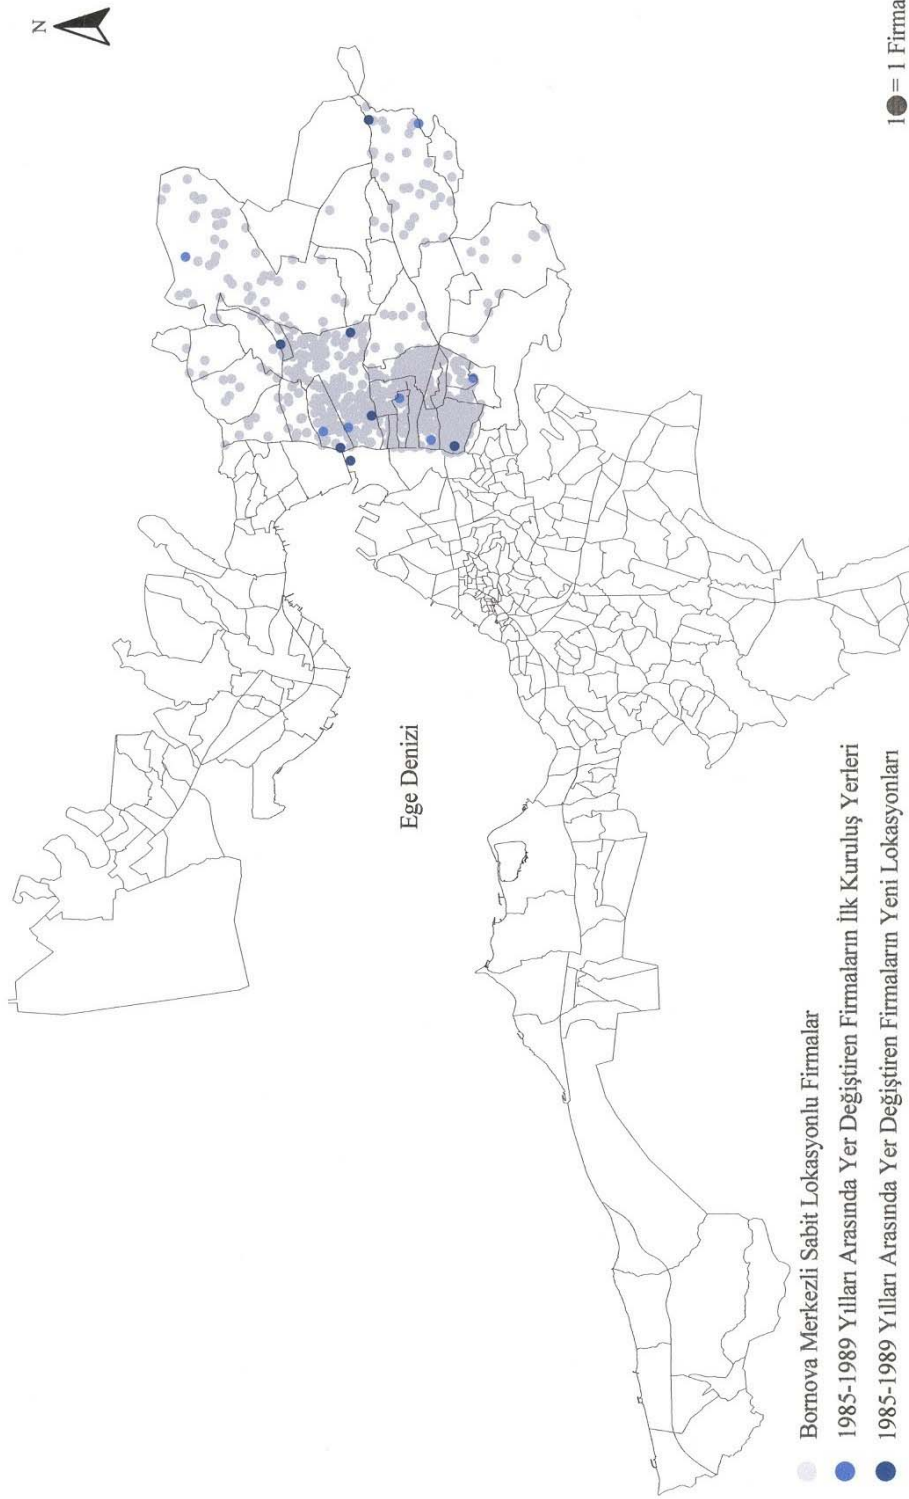 N
Ege Denizi
Bornova Merkezli Sabit Lokasyonlu Firmalar
1985-1989 Yılları Arasında Yer Değiştiren Firmaların İlk Kuruluş Yerleri
1985-1989 Yılları Arasında Yer Değiştiren Firmaların Yeni Lokasyonları
1 = 1 Firma